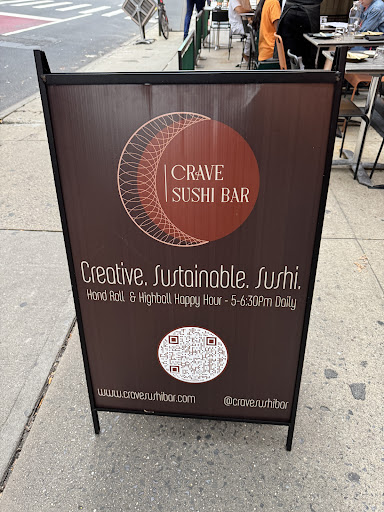 CRAVE
SUSHI BAR
Creative. Sustainable. Sushi.
Hand Roll & Highball Happy Hour - 5-6:30Pm Daily
www.cravesushibar.com
@cravesushibar